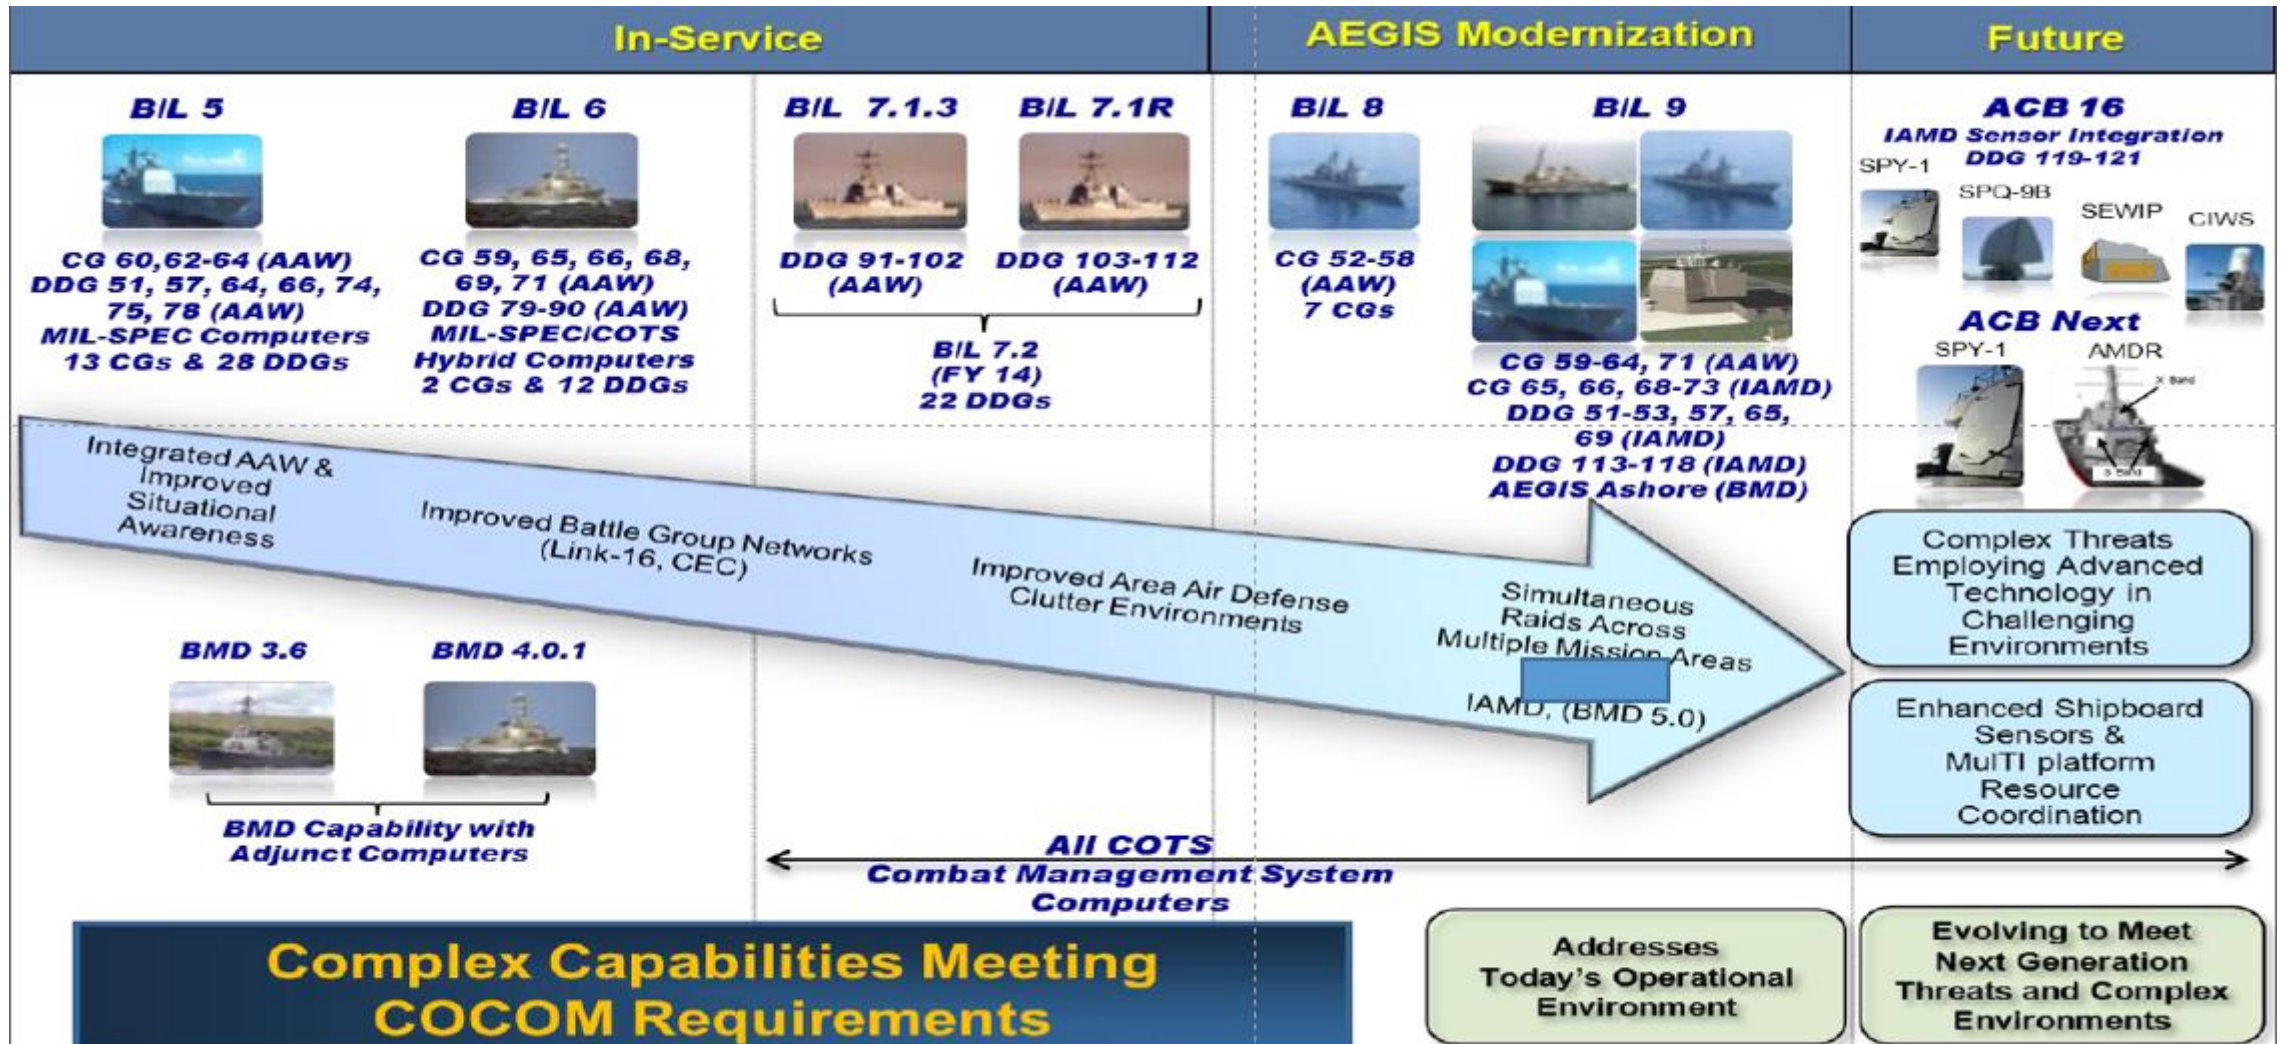 In-Service
AEGIS Modernization
Future
B/L 5
CG 60,62-64 (AAW)
DDG 51, 57, 64, 66, 74,
75, 78 (AAW)
MIL-SPEC Computers
13 CGs & 28 DDGs
B/L 6
CG 59, 65, 66, 68,
69, 71 (AAW)
DDG 79-90 (AAW)
MIL-SPEC/COTS
Hybrid Computers
2 CGs & 12 DDGs
B/L 7.1.3
DDG 91-102
(AAW)
B/L 7.1R
DDG 103-112
(AAW)
B/L 7.2
(FY 14)
22 DDGs
B/L 8
CG 52-58
(AAW)
7 CGs
B/L 9
CG 59-64, 71 (AAW)
CG 65, 66, 68-73 (IAMD)
DDG 51-53, 57, 65,
69 (IAMD)
DDG 113-118 (IAMD)
AEGIS Ashore (BMD)
ACB 16
IAMD Sensor Integration
DDG 119-121
SPY-1
SPQ-9B
SEWIP
CIWS
ACB Next
SPY-1
AMDR
X Band
S Band
Integrated AAW &
Improved
Situational
Awareness
Improved Battle Group Networks
(Link-16, CEC)
Improved Area Air Defense
Clutter Environments
Simultaneous
Raids Across
Multiple Mission Areas
IAMD, (BMD 5.0)
Complex Threats
Employing Advanced
Technology in
Challenging
Environments
Enhanced Shipboard
Sensors &
MulTI platform
Resource
Coordination
BMD 3.6
BMD 4.0.1
BMD Capability with
Adjunct Computers
All COTS
Combat Management System
Computers
Complex Capabilities Meeting
COCOM Requirements
Addresses
Today's Operational
Environment
Evolving to Meet
Next Generation
Threats and Complex
Environments